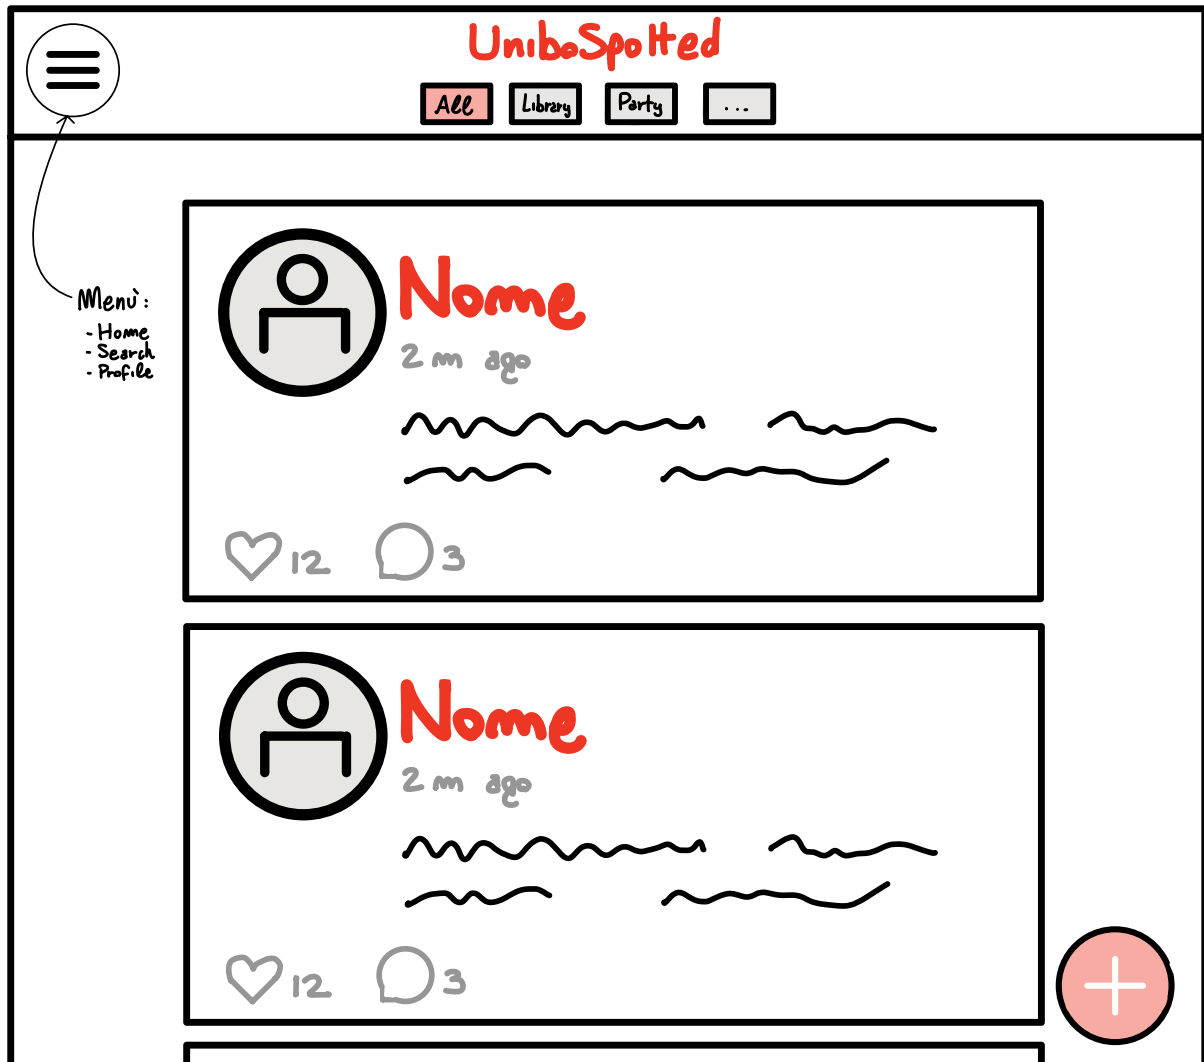 UniboSpotted
All Library Party ...
Nome
2 m ago
Menù:
- Home
- Search
- Profile
12 3
Nome
2 m ago
12 3